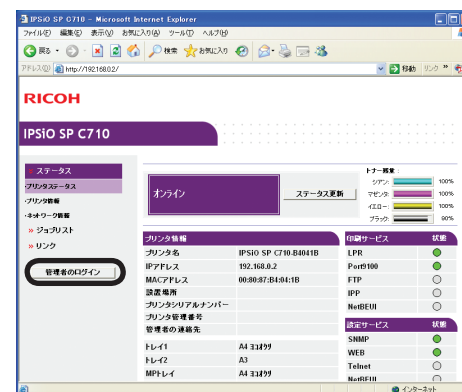 IPSiO SP C710 - Microsoft Internet Explorer
ファイル(F) 編集(E) 表示(V) お気に入り(A) ツール(T) ヘルプ(H)
戻る 検索 お気に入り
アドレス(D) http://192.168.0.2/ 移動 リンク »
RICOH
IPSiO SP C710
ステータス
プリンタステータス
プリンタ情報
ネットワーク情報
» ジョブリスト
» リンク
管理者のログイン
オンライン ステータス更新
トナー残量:
シアン: 100%
マゼンタ: 100%
イエロー: 100%
ブラック: 90%
プリンタ情報
プリンタ名 IPSiO SP C710-B4041B
IPアドレス 192.168.0.2
MACアドレス 00:80:87:B4:04:1B
設置場所
プリンタシリアルナンバー
プリンタ管理番号
管理者の連絡先
トレイ1 A4 ヨコオクリ
トレイ2 A3
MPトレイ A4 ヨコオクリ
印刷サービス 状態
LPR
Port9100
FTP
IPP
NetBEUI
設定サービス 状態
SNMP
WEB
Telnet
NetBEUI
インターネット